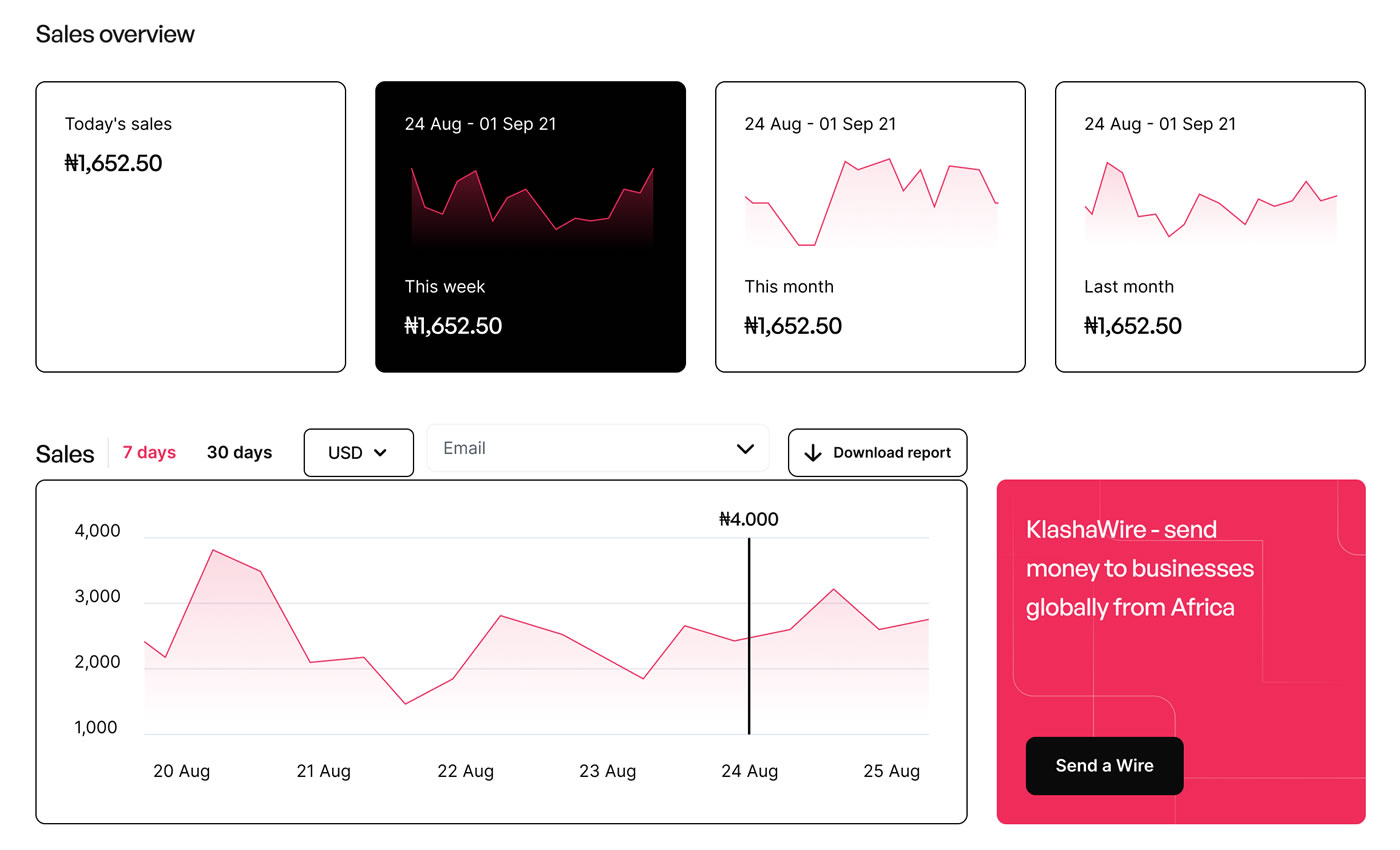 Sales overview
Today's sales
₦1,652.50
24 Aug - 01 Sep 21
This week
₦1,652.50
24 Aug - 01 Sep 21
This month
₦1,652.50
24 Aug - 01 Sep 21
Last month
₦1,652.50
Sales
7 days
30 days
USD
Email
Download report
₦4.000
4,000
3,000
2,000
1,000
20 Aug
21 Aug
22 Aug
23 Aug
24 Aug
25 Aug
KlashaWire - send
money to businesses
globally from Africa
Send a Wire